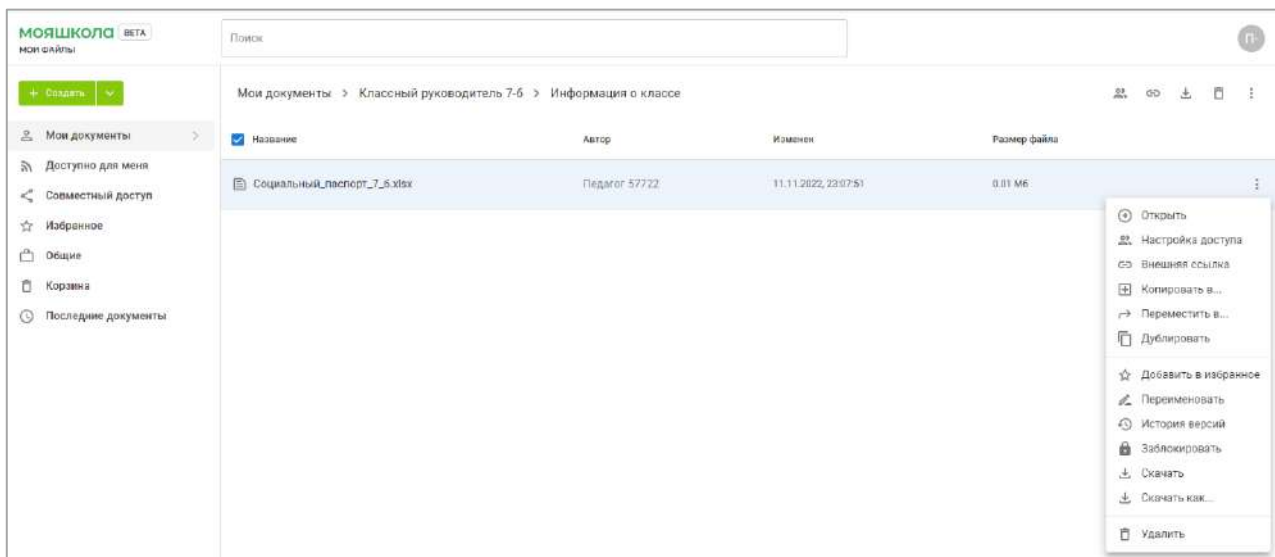 МОЯШКОЛА BETA
МОИ ФАЙЛЫ
Поиск
П-
+ Создать
Мои документы > Классный руководитель 7-б > Информация о классе
Мои документы
Доступно для меня
Совместный доступ
Избранное
Общие
Корзина
Последние документы
Название Автор Изменен Размер файла
Социальный_паспорт_7_б.xlsx Педагог 57722 11.11.2022, 23:07:51 0.01 Мб
Открыть
Настройка доступа
Внешняя ссылка
Копировать в...
Переместить в...
Дублировать
Добавить в избранное
Переименовать
История версий
Заблокировать
Скачать
Скачать как...
Удалить